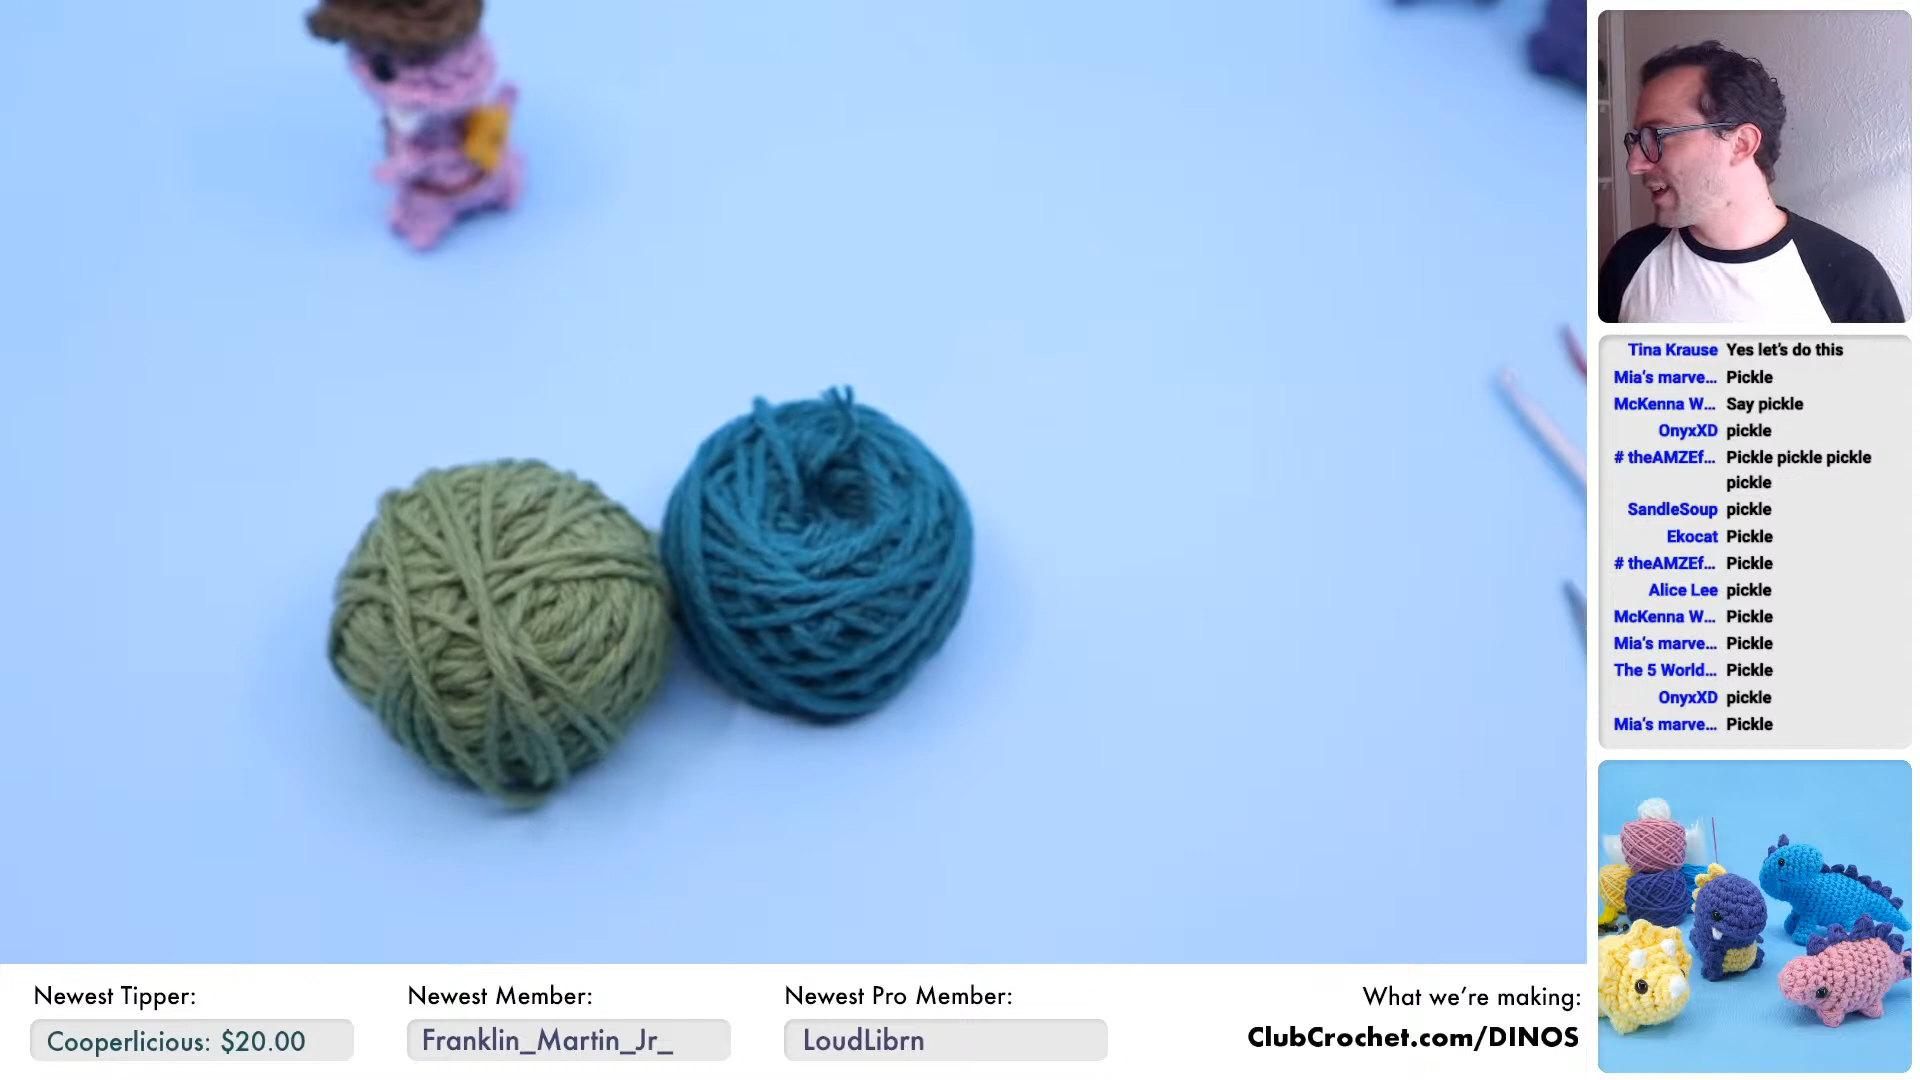 Tina Krause Yes let's do this
Mia's marve... Pickle
McKenna W... Say pickle
OnyxXD pickle
# theAMZEf... Pickle pickle pickle
pickle
SandleSoup pickle
Ekocat Pickle
# theAMZEf... Pickle
Alice Lee pickle
McKenna W... Pickle
Mia's marve... Pickle
The 5 World... Pickle
OnyxXD pickle
Mia's marve... Pickle
Newest Tipper:
Cooperlicious: $20.00
Newest Member:
Franklin_Martin_Jr_
Newest Pro Member:
LoudLibrn
What we're making:
ClubCrochet.com/DINOS